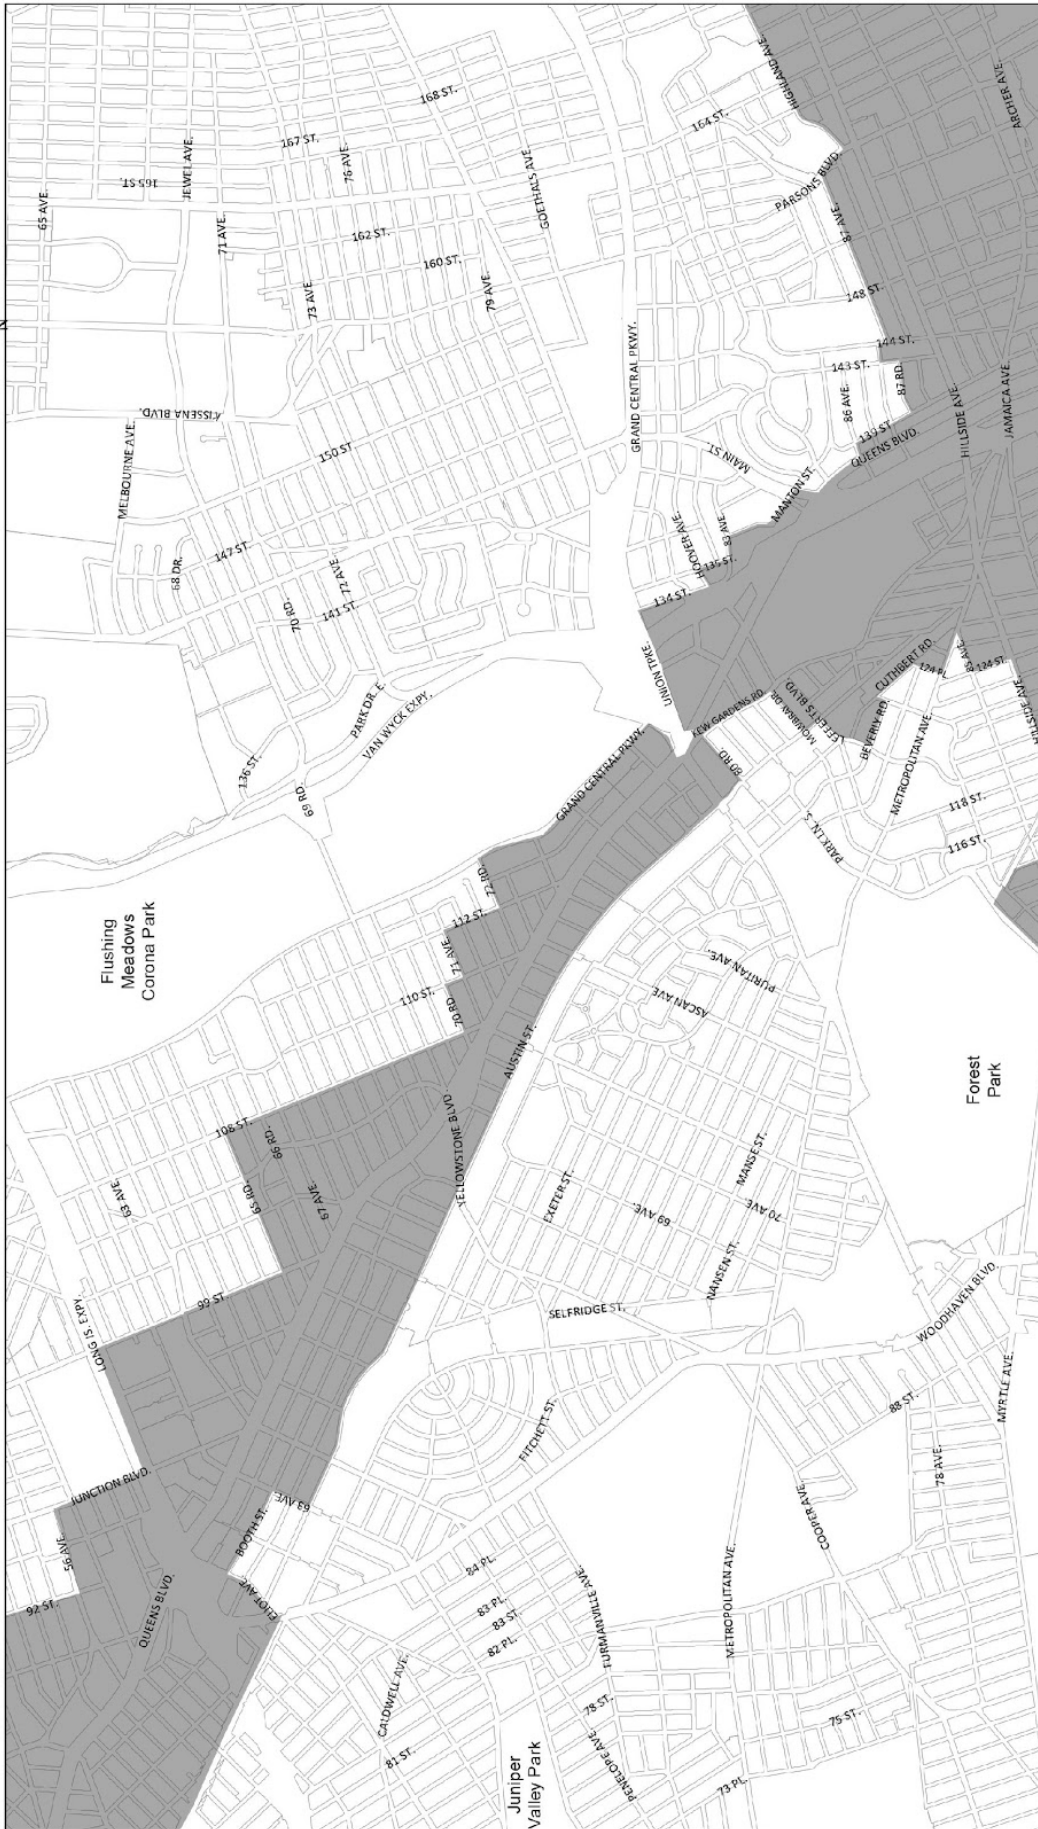 168 ST.
HIGHLAND AVE.
ARCHER AVE.
164 ST.
167 ST.
76 AVE.
JEWEL AVE.
165 ST.
65 AVE.
GOETHALS AVE.
PARSONS BLVD.
71 AVE.
162 ST.
87 AVE.
160 ST.
73 AVE.
79 AVE.
148 ST.
N
144 ST.
GRAND CENTRAL PKWY.
143 ST.
87 RD.
86 AVE.
JAMAICA AVE.
HILLSIDE AVE.
KISSENA BLVD.
139 ST.
QUEENS BLVD.
150 ST
MAIN ST.
MELBOURNE AVE.
MANTON ST.
83 AVE.
HOOVER AVE.
147 ST.
68 DR.
135 ST.
72 AVE.
134 ST.
141 ST.
70 RD.
124 ST.
85 AVE.
CUTHBERT RD.
124 PL
UNION TPKE.
PARK DR. E.
VAN WYCK EXPY.
KEW GARDENS RD.
MOWBRAY DR.
LEFFERTS BLVD.
BEVERLY RD.
HILLSIDE AVE.
METROPOLITAN AVE.
136 ST.
69 RD.
GRAND CENTRAL PKWY.
80 RD.
118 ST.
PARK LN. S.
116 ST.
72 RD.
112 ST.
Flushing
Meadows
Corona Park
71 AVE.
110 ST.
70 RD
PURITAN AVE.
ASCAN AVE.
AUSTIN ST.
Forest
Park
YELLOWSTONE BLVD.
108 ST.
66 RD.
65 RD.
67 AVE.
63 AVE.
MANSE ST.
70 AVE.
EXETER ST.
69 AVE.
NANSEN ST.
SELFRIDGE ST.
99 ST.
LONG IS. EXPY.
WOODHAVEN BLVD.
MYRTLE AVE.
88 ST.
FITCHETT ST.
78 AVE.
COOPER AVE.
JUNCTION BLVD.
63 AVE.
BOOTH ST.
56 AVE.
92 ST.
ELIOT AVE.
QUEENS BLVD.
84 PL.
83 PL.
83 ST.
82 PL.
FURMANVILLE AVE.
METROPOLITAN AVE.
CALDWELL AVE.
81 ST.
78 ST.
75 ST.
Juniper
Valley Park
PENELOPE AVE.
73 PL.